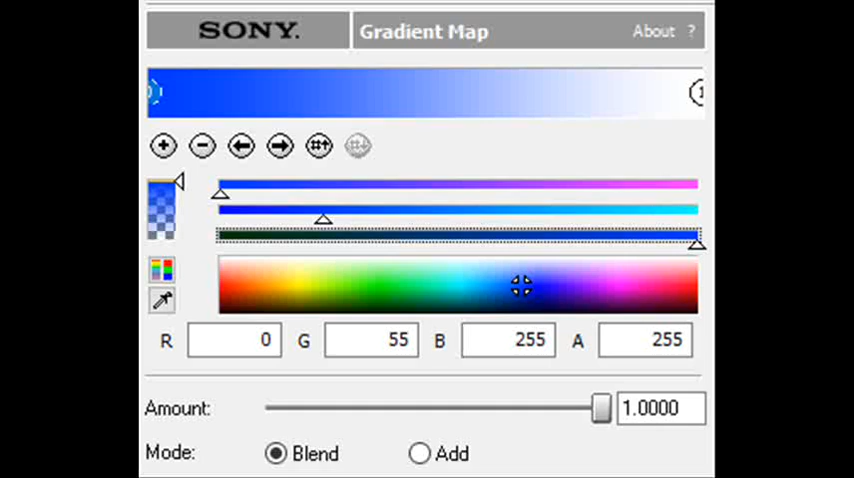 SONY. Gradient Map About ?
R 0 G 55 B 255 A 255
Amount: 1.0000
Mode: Blend Add